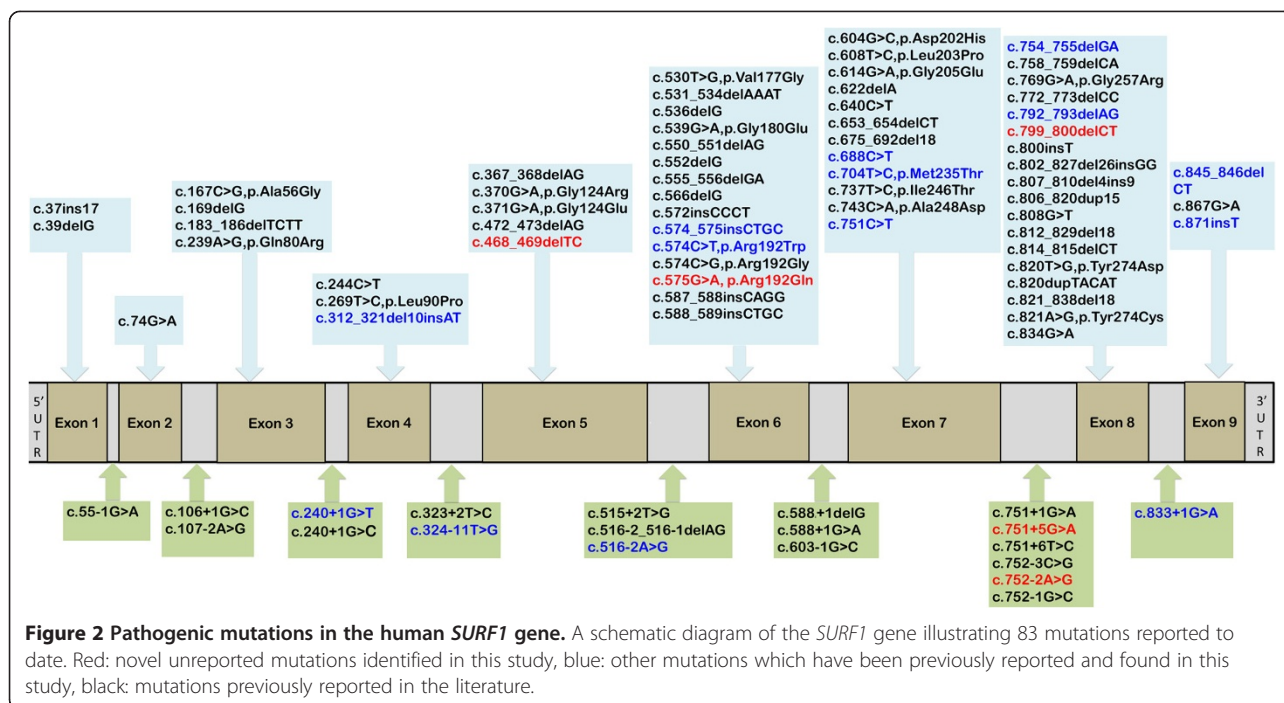 c.37ins17
c.39delG
c.74G>A
c.167C>G,p.Ala56Gly
c.169delG
c.183_186delTCTT
c.239A>G,p.Gln80Arg
c.244C>T
c.269T>C,p.Leu90Pro
c.312_321del10insAT
c.367_368delAG
c.370G>A,p.Gly124Arg
c.371G>A,p.Gly124Glu
c.472_473delAG
c.468_469delTC
c.530T>G,p.Val177Gly
c.531_534delAAAT
c.536delG
c.539G>A,p.Gly180Glu
c.550_551delAG
c.552delG
c.555_556delGA
c.566delG
c.572insCCCT
c.574_575insCTGC
c.574C>T,p.Arg192Trp
c.574C>G,p.Arg192Gly
c.575G>A, p.Arg192Gln
c.587_588insCAGG
c.588_589insCTGC
c.604G>C,p.Asp202His
c.608T>C,p.Leu203Pro
c.614G>A,p.Gly205Glu
c.622delA
c.640C>T
c.653_654delCT
c.675_692del18
c.688C>T
c.704T>C,p.Met235Thr
c.737T>C,p.Ile246Thr
c.743C>A,p.Ala248Asp
c.751C>T
c.754_755delGA
c.758_759delCA
c.769G>A,p.Gly257Arg
c.772_773delCC
c.792_793delAG
c.799_800delCT
c.800insT
c.802_827del26insGG
c.807_810del4ins9
c.806_820dup15
c.808G>T
c.812_829del18
c.814_815delCT
c.820T>G,p.Tyr274Asp
c.820dupTACAT
c.821_838del18
c.821A>G,p.Tyr274Cys
c.834G>A
c.845_846del
CT
c.867G>A
c.871insT
5′
U
T
R
Exon 1
Exon 2
Exon 3
Exon 4
Exon 5
Exon 6
Exon 7
Exon 8
Exon 9
3′
U
T
R
c.55-1G>A
c.106+1G>C
c.107-2A>G
c.240+1G>T
c.240+1G>C
c.323+2T>C
c.324-11T>G
c.515+2T>G
c.516-2_516-1delAG
c.516-2A>G
c.588+1delG
c.588+1G>A
c.603-1G>C
c.751+1G>A
c.751+5G>A
c.751+6T>C
c.752-3C>G
c.752-2A>G
c.752-1G>C
c.833+1G>A
Figure 2 Pathogenic mutations in the human SURF1 gene. A schematic diagram of the SURF1 gene illustrating 83 mutations reported to
date. Red: novel unreported mutations identified in this study, blue: other mutations which have been previously reported and found in this
study, black: mutations previously reported in the literature.